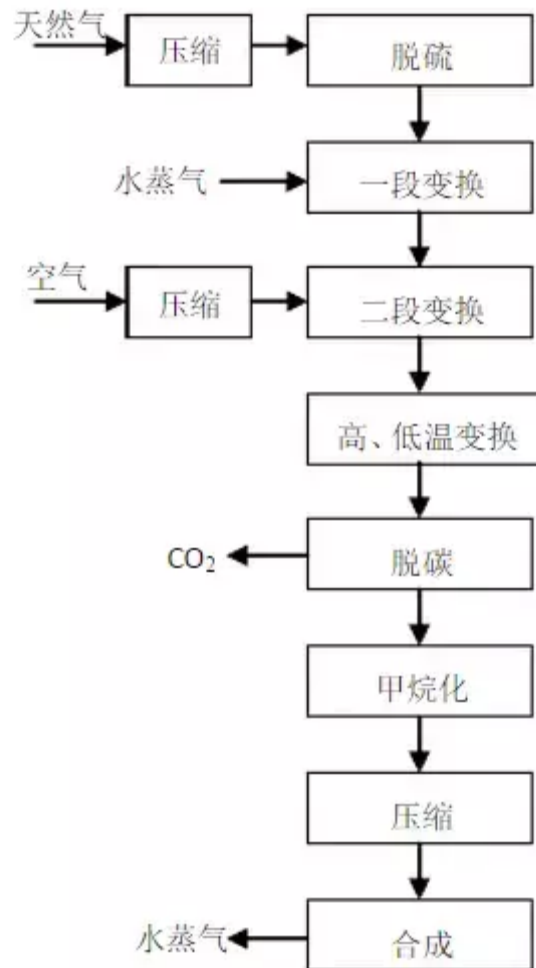 天然气
压缩
脱硫
水蒸气
一段变换
空气
压缩
二段变换
高、低温变换
CO₂
脱碳
甲烷化
压缩
水蒸气
合成